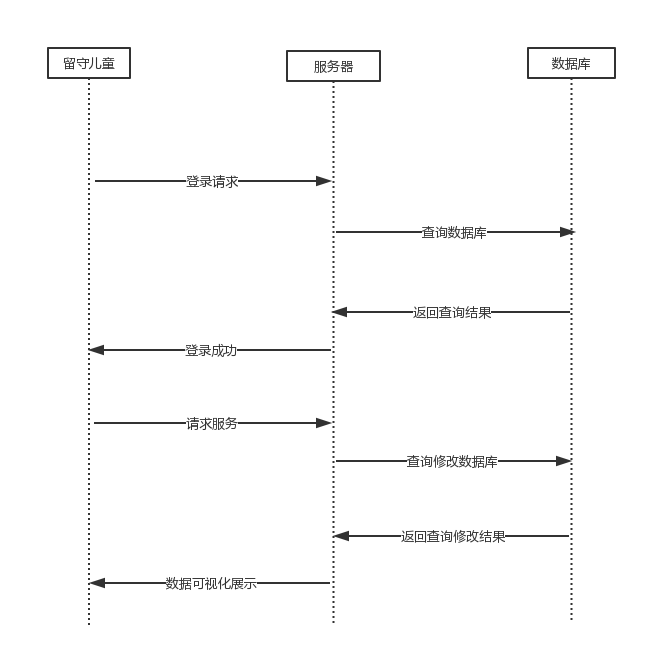 留守儿童
服务器
数据库
登录请求
查询数据库
返回查询结果
登录成功
请求服务
查询修改数据库
返回查询修改结果
数据可视化展示